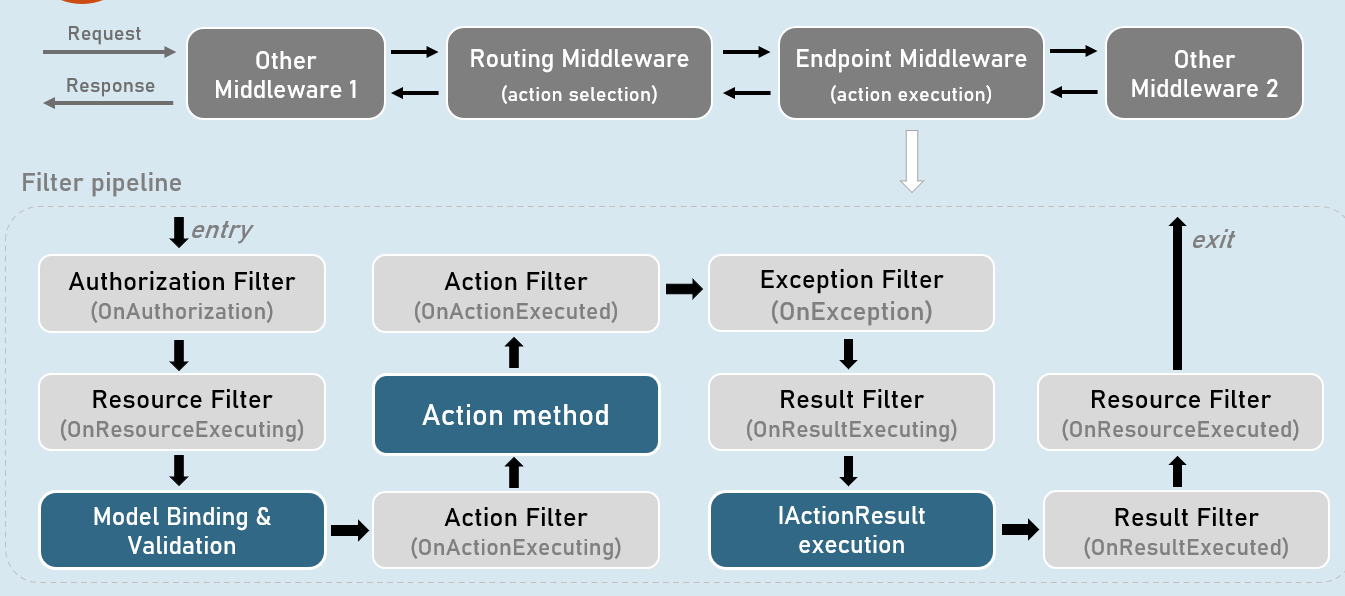 Request
Response
Other
Middleware 1
Routing Middleware
(action selection)
Endpoint Middleware
(action execution)
Other
Middleware 2
Filter pipeline
entry
Authorization Filter
(OnAuthorization)
Resource Filter
(OnResourceExecuting)
Model Binding &
Validation
Action Filter
(OnActionExecuting)
Action method
Action Filter
(OnActionExecuted)
Exception Filter
(OnException)
Result Filter
(OnResultExecuting)
IActionResult
execution
Result Filter
(OnResultExecuted)
Resource Filter
(OnResourceExecuted)
exit